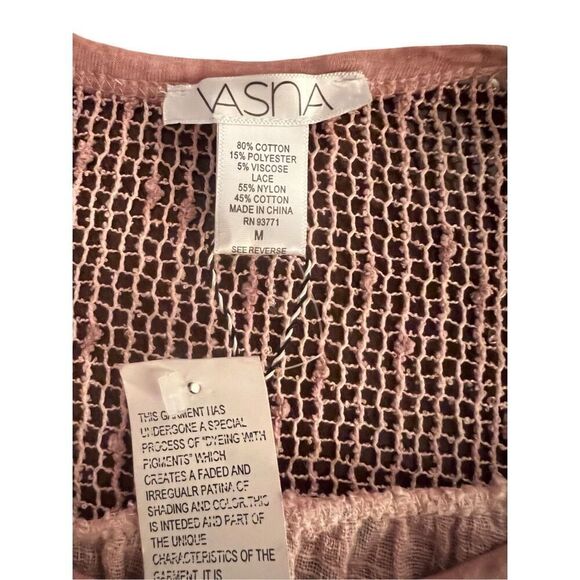 VASNA
80% COTTON
15% POLYESTER
5% VISCOSE
LACE
55% NYLON
45% COTTON
MADE IN CHINA
RN 93771
M
SEE REVERSE
THIS GARMENT HAS
UNDERGONE A SPECIAL
PROCESS OF "DYEING WITH
PIGMENTS" WHICH
CREATES A FADED AND
IRREGUALR PATINA OF
SHADING AND COLOR.THIS
IS INTEDED AND PART OF
THE UNIQUE
CHARACTERISTICS OF THE
GARMENT. IT IS